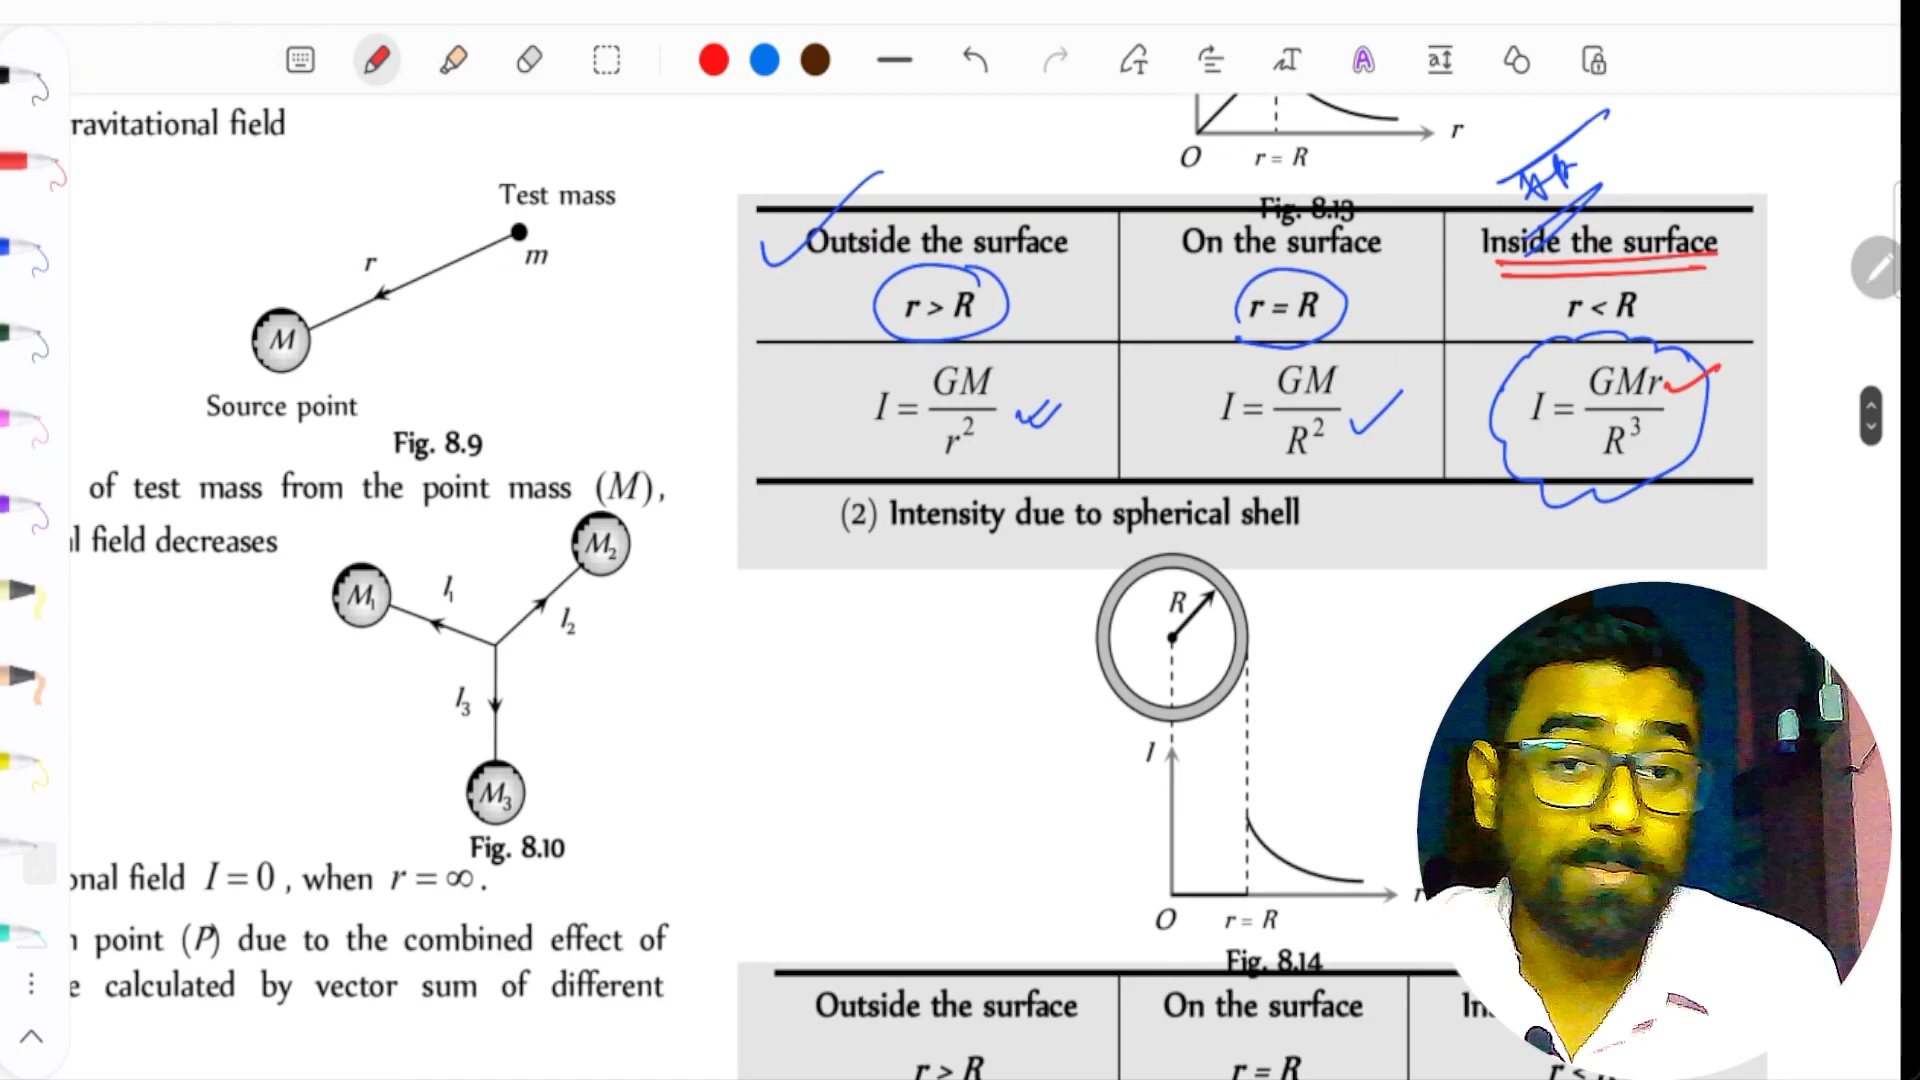 ravitational field
Test mass
r
m
M
Source point
Fig. 8.9
of test mass from the point mass (M),
l field decreases
M₂
M₁
I₁
I₂
I₃
M₃
Fig. 8.10
onal field I = 0 , when r = ∞ .
point (P) due to the combined effect of
e calculated by vector sum of different
r
O r = R
Fig. 8.13
Outside the surface On the surface Inside the surface
r > R r = R r < R
I = GM/r² I = GM/R² I = GMr/R³
(2) Intensity due to spherical shell
R
I
O r = R r
Fig. 8.14
Outside the surface On the surface In
r > R r = R r <